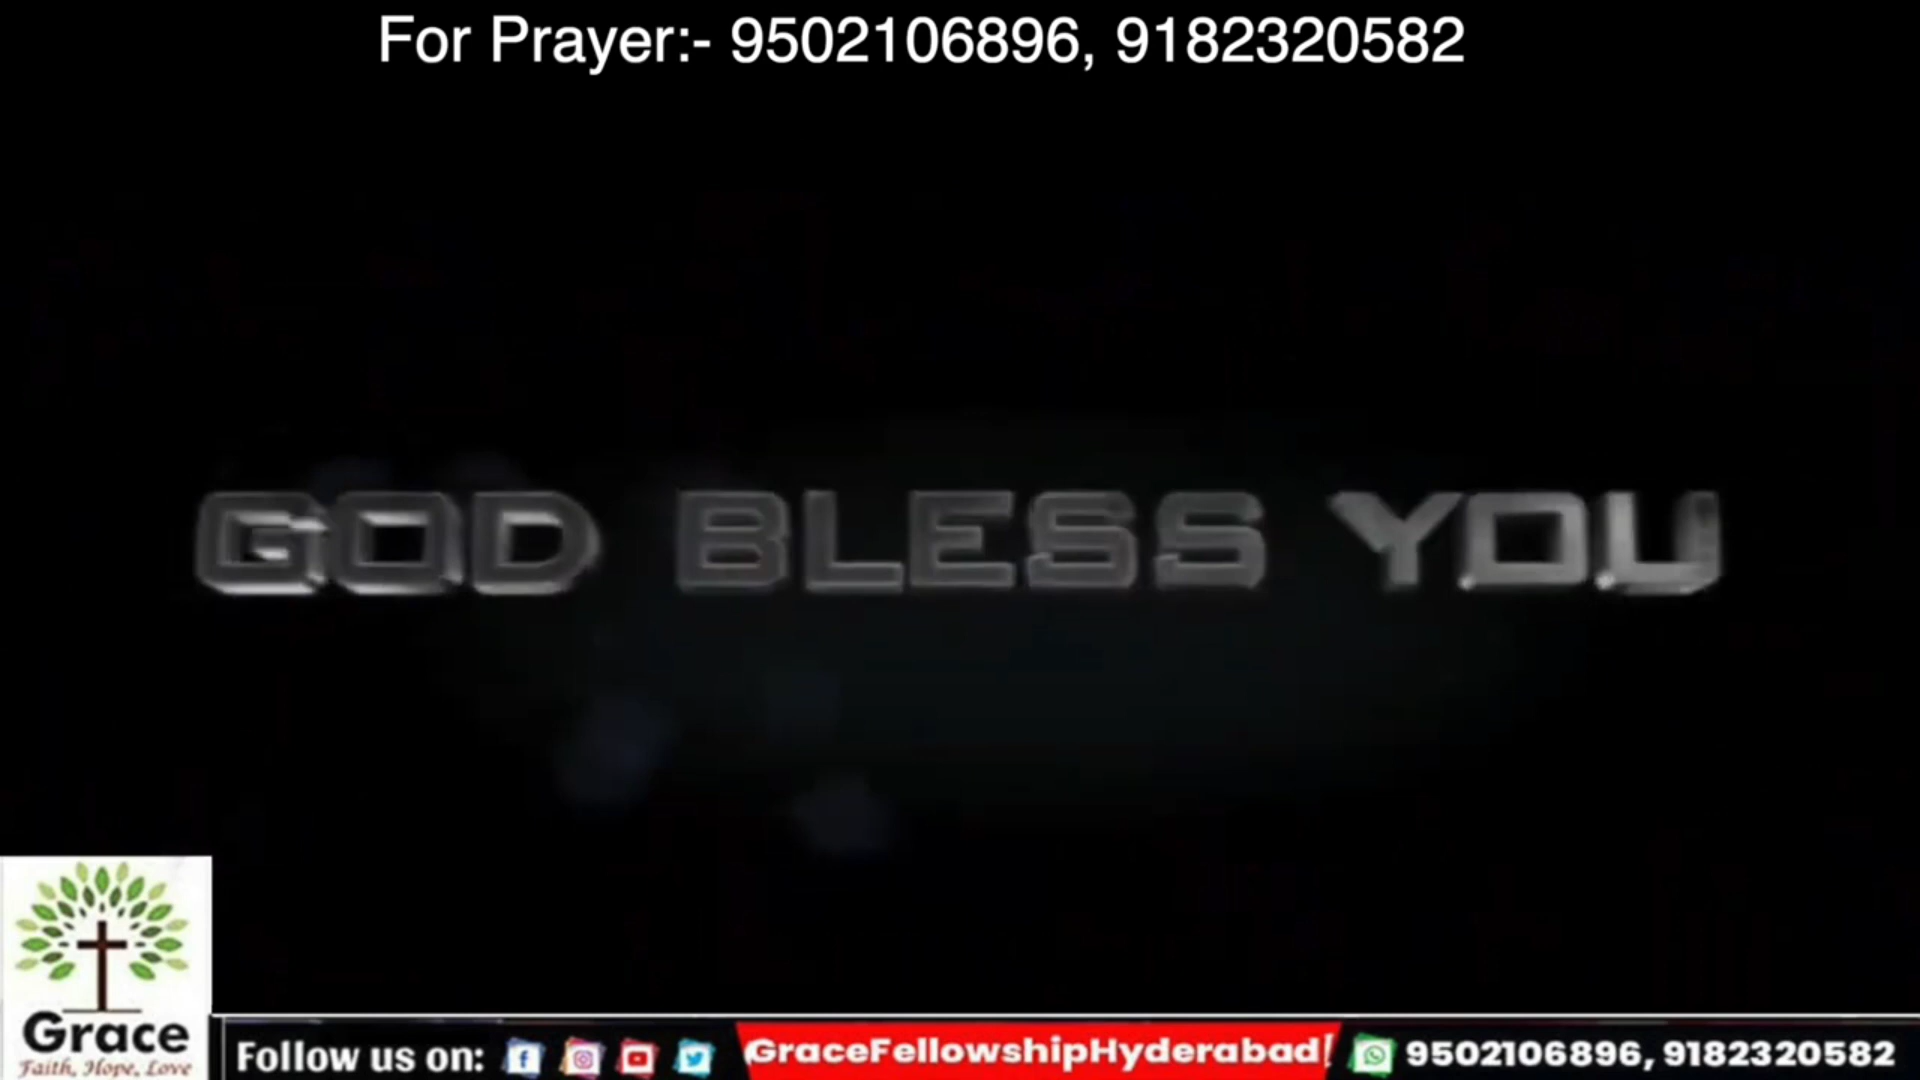 For Prayer:- 9502106896, 9182320582
GOD BLESS YOU
Grace
Faith, Hope, Love
Follow us on: GraceFellowshipHyderabad 9502106896, 9182320582